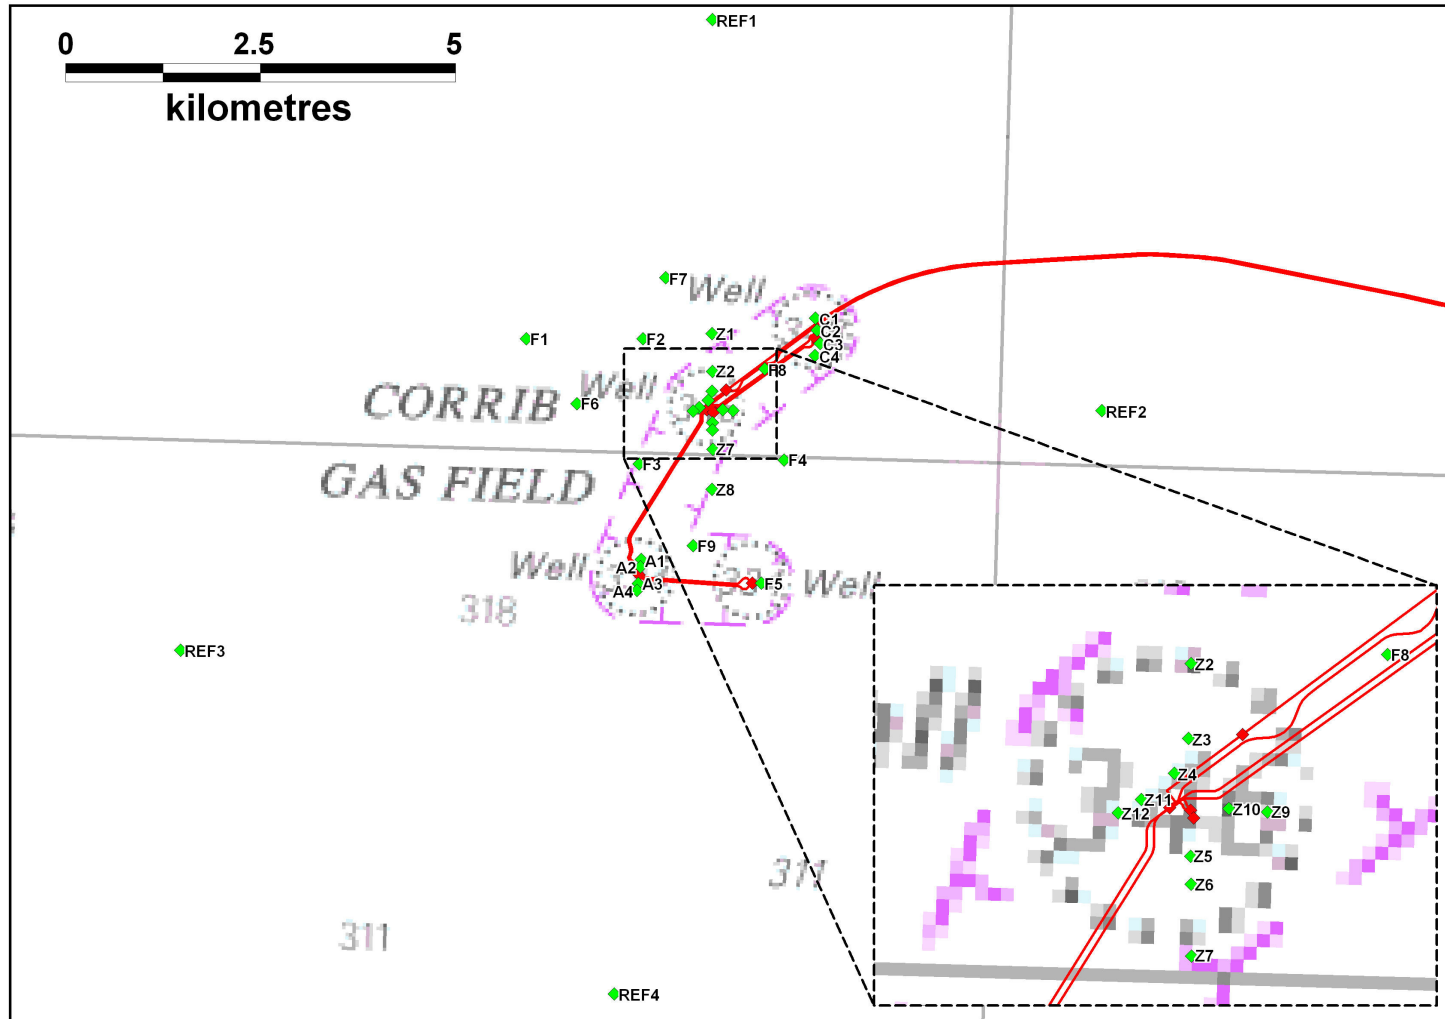 REF1
0 2.5 5
kilometres
F7
Well
C1
C2
C3
C4
F1
F2
Z1
Z2
F8
Well
CORRIB
F6
REF2
Z7
F3
F4
GAS FIELD
Z8
F9
Well
A1
A2
A3
A4
F5
Well
318
REF3
Z2
F8
Z3
Z4
Z11
Z12
Z10
Z9
Z5
Z6
Z7
311
311
REF4